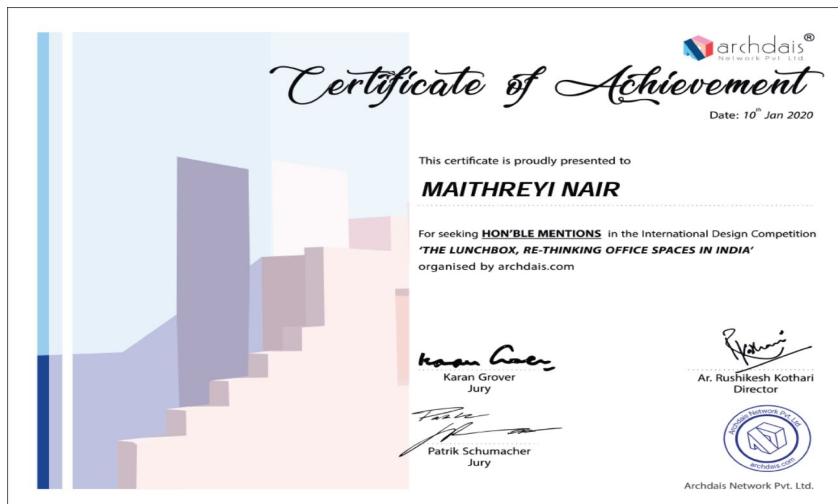 archdais®
Network Pvt. Ltd.
Certificate of Achievement
Date: 10th Jan 2020
This certificate is proudly presented to
MAITHREYI NAIR
For seeking HON'BLE MENTIONS in the International Design Competition
'THE LUNCHBOX, RE-THINKING OFFICE SPACES IN INDIA'
organised by archdais.com
Karan Grover
Jury
Ar. Rushikesh Kothari
Director
Patrik Schumacher
Jury
Archdais Network Pvt. Ltd
archdais.com
Archdais Network Pvt. Ltd.